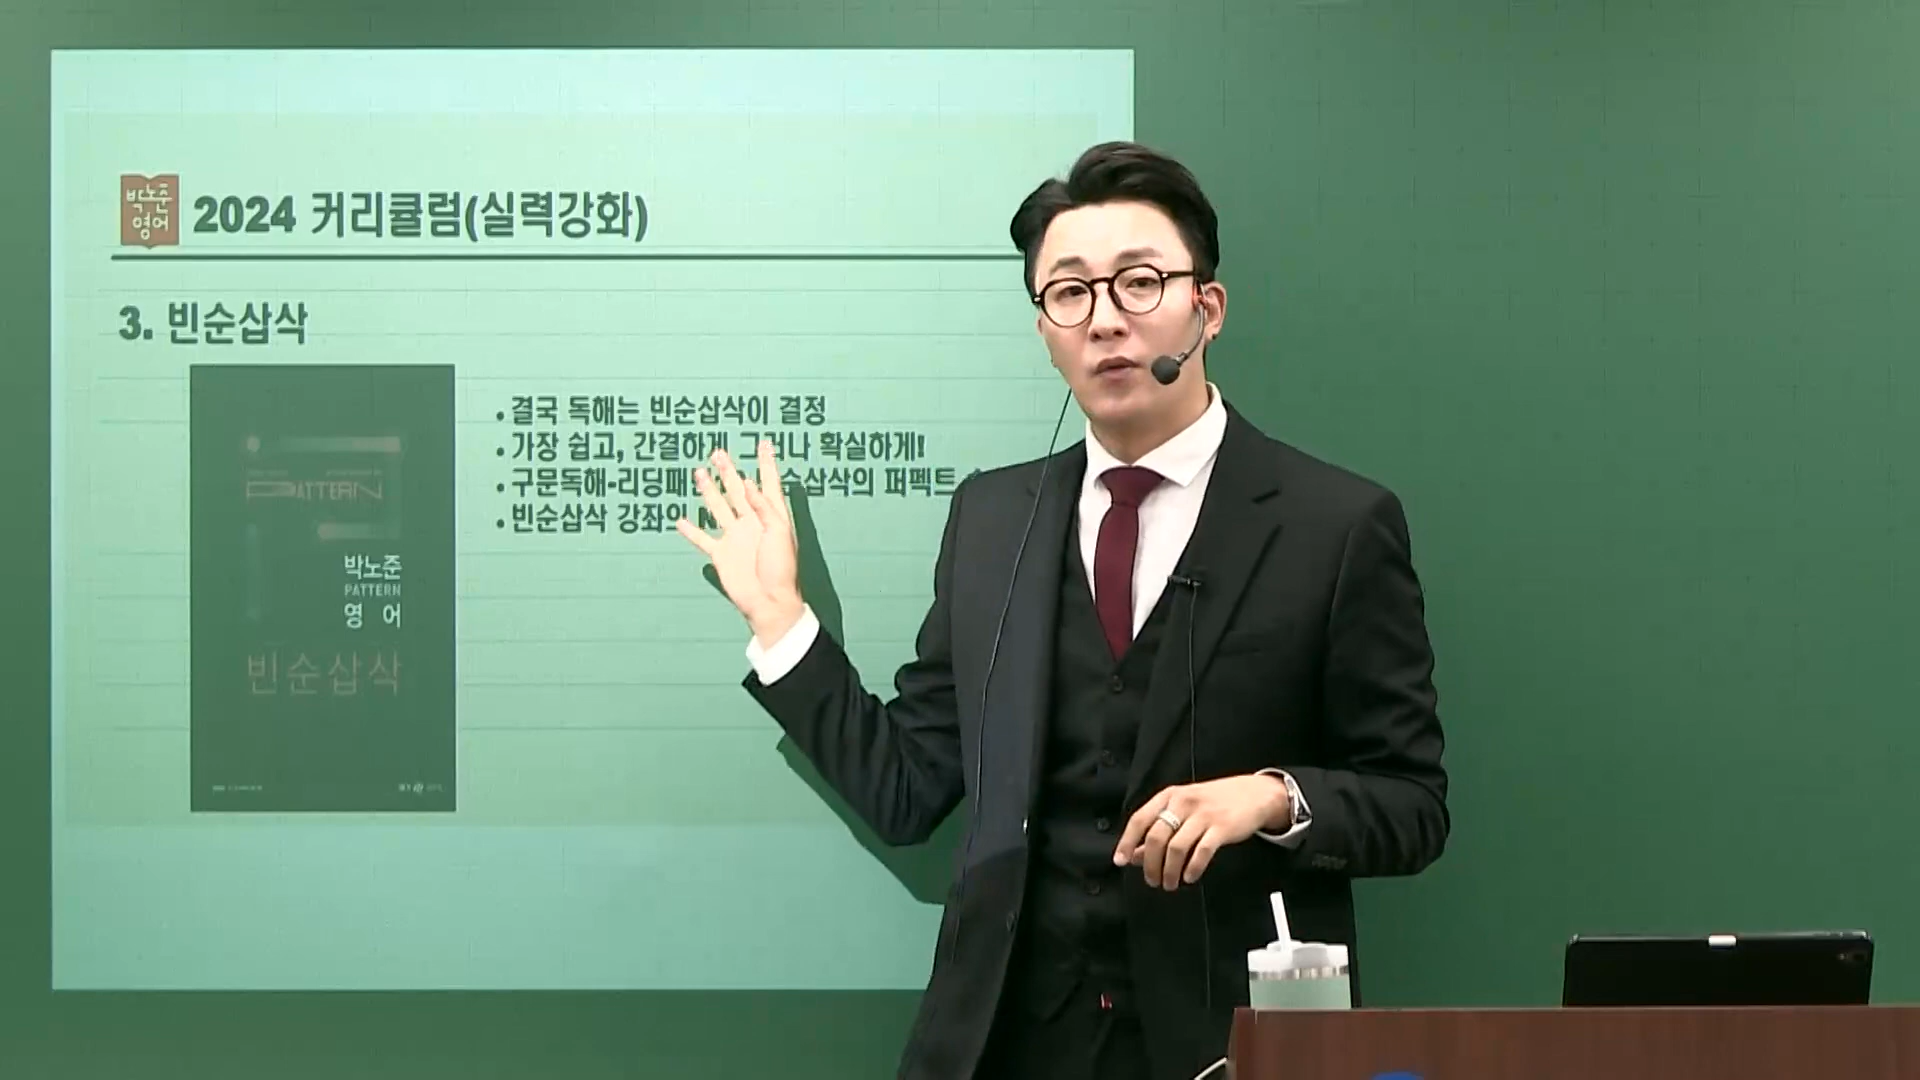 박노준
영어
2024 커리큘럼(실력강화)
3. 빈순삽삭
• 결국 독해는 빈순삽삭이 결정
• 가장 쉽고, 간결하게 그러나 확실하게!
• 구문독해-리딩패 순삽삭의 퍼펙트
• 빈순삽삭 강좌의 N
PATTERN
박노준
PATTERN
영 어
빈순삽삭